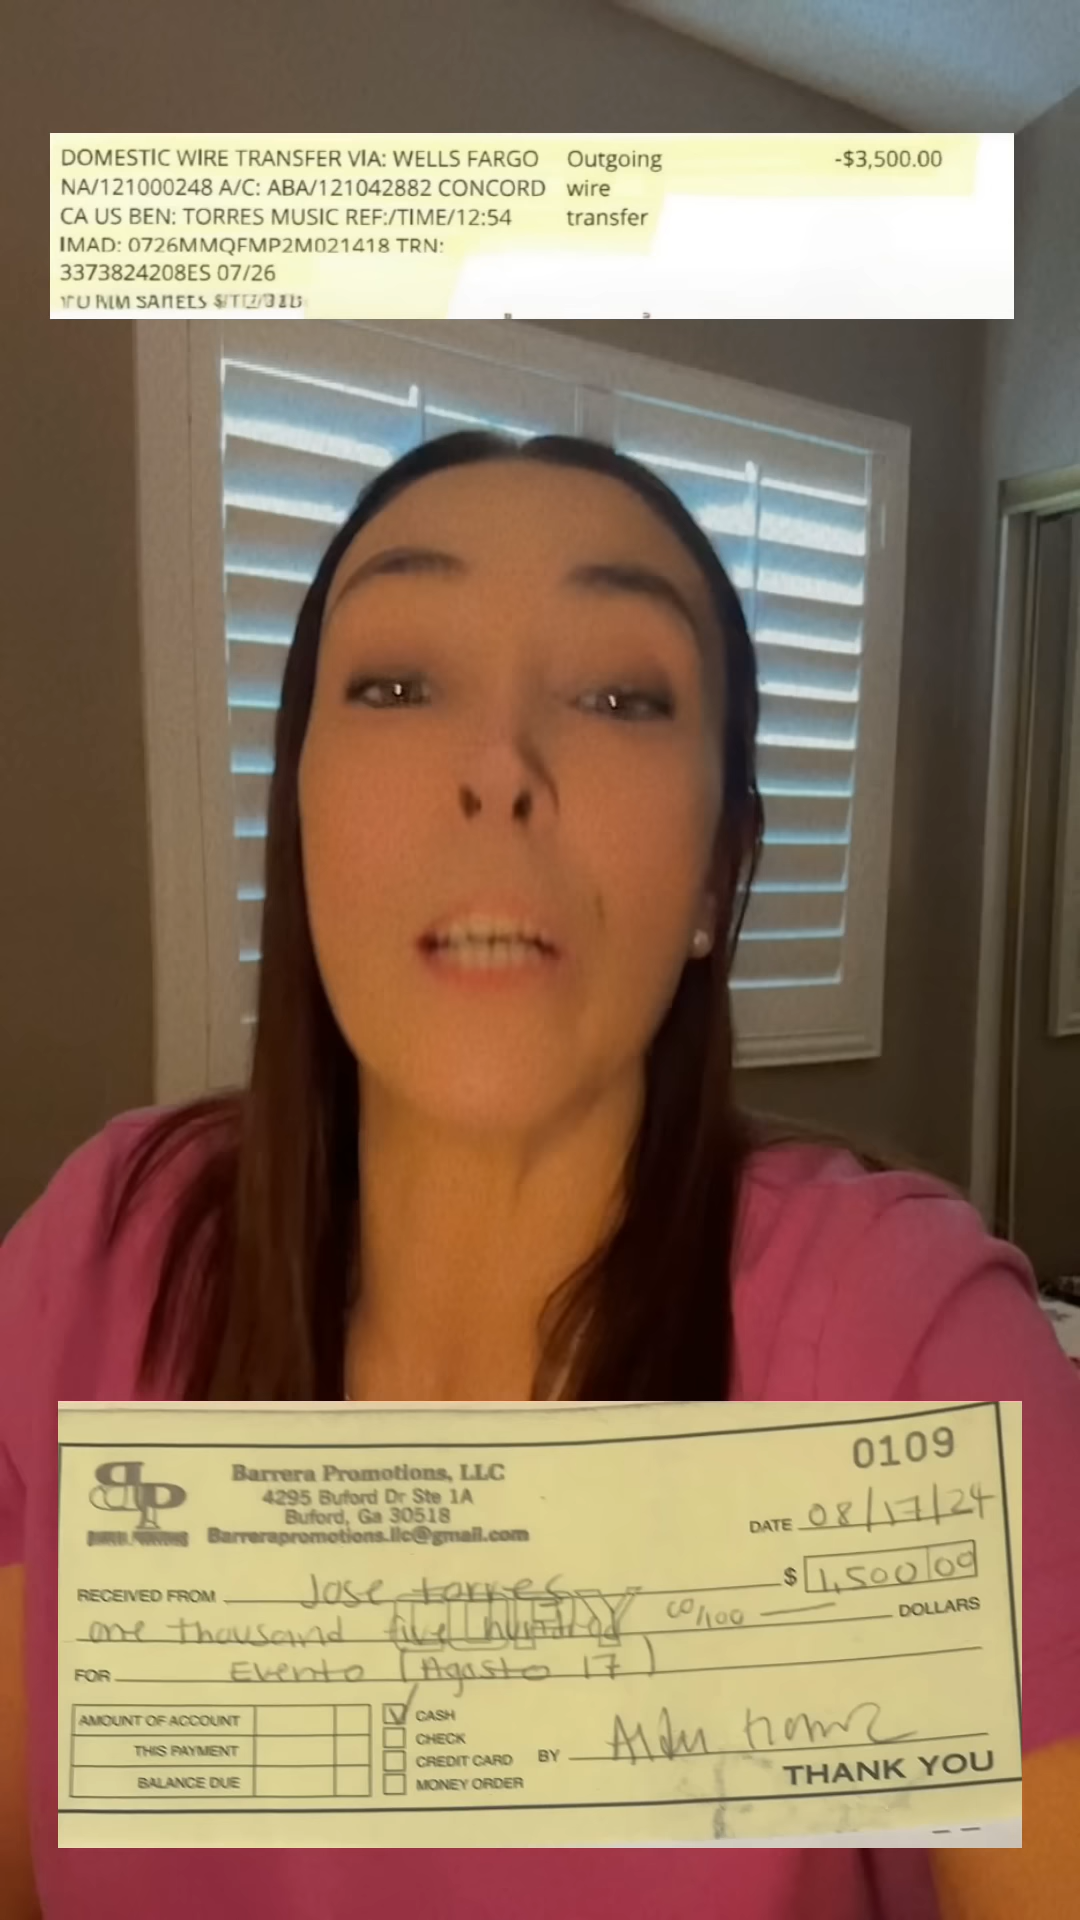 DOMESTIC WIRE TRANSFER VIA: WELLS FARGO Outgoing -$3,500.00
NA/121000248 A/C: ABA/121042882 CONCORD wire
CA US BEN: TORRES MUSIC REF:/TIME/12:54 transfer
IMAD: 0726MMQFMP2M021418 TRN:
3373824208ES 07/26
0109
Barrera Promotions, LLC
4295 Buford Dr Ste 1A
Buford, Ga 30518
Barrerapromotions.llc@gmail.com
DATE 08/17/24
RECEIVED FROM Jose torres $ 1,500 00
one thousand five hundred 00/100 DOLLARS
FOR Evento (Agosto 17)
AMOUNT OF ACCOUNT
THIS PAYMENT
BALANCE DUE
CASH
CHECK
CREDIT CARD
MONEY ORDER
BY
THANK YOU